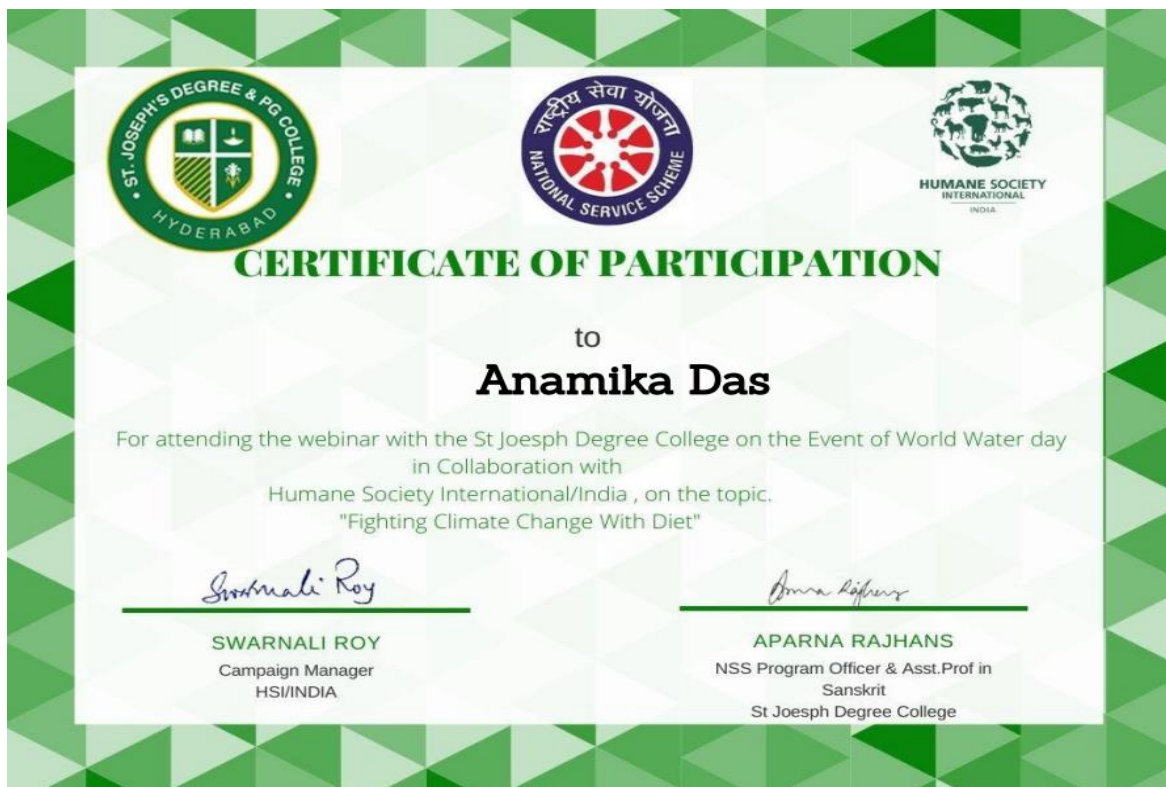 ST. JOSEPH'S DEGREE & PG COLLEGE
• HYDERABAD •
राष्ट्रीय सेवा योजना
NATIONAL SERVICE SCHEME
HUMANE SOCIETY
INTERNATIONAL
INDIA
CERTIFICATE OF PARTICIPATION
to
Anamika Das
For attending the webinar with the St Joesph Degree College on the Event of World Water day
in Collaboration with
Humane Society International/India , on the topic.
"Fighting Climate Change With Diet"
Swarnali Roy
SWARNALI ROY
Campaign Manager
HSI/INDIA
APARNA RAJHANS
NSS Program Officer & Asst.Prof in
Sanskrit
St Joesph Degree College